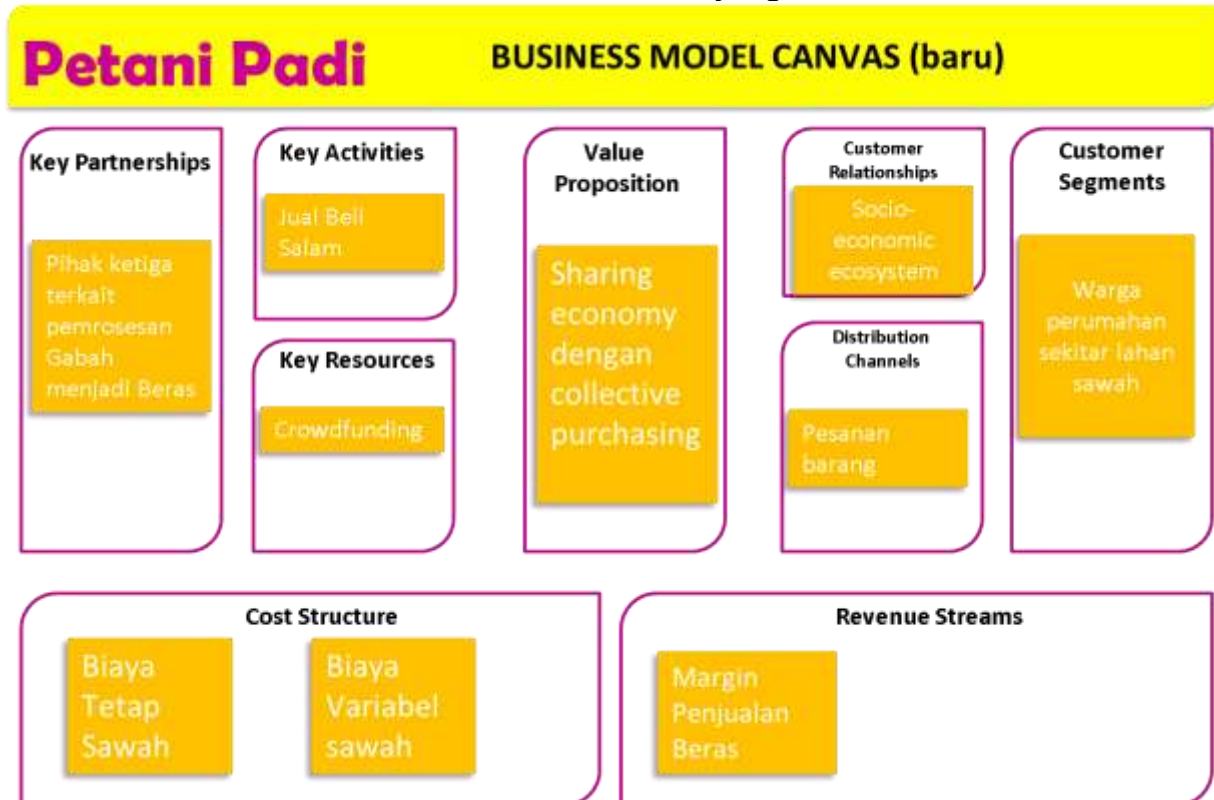 Petani Padi
BUSINESS MODEL CANVAS (baru)
Key Partnerships
Pihak ketiga
terkait
pemrosesan
Gabah
menjadi Beras
Key Activities
Jual Beli
Salam
Key Resources
Crowdfunding
Value
Proposition
Sharing
economy
dengan
collective
purchasing
Customer
Relationships
Socio-
economic
ecosystem
Distribution
Channels
Pesanan
barang
Customer
Segments
Warga
perumahan
sekitar lahan
sawah
Cost Structure
Biaya
Tetap
Sawah
Biaya
Variabel
sawah
Revenue Streams
Margin
Penjualan
Beras